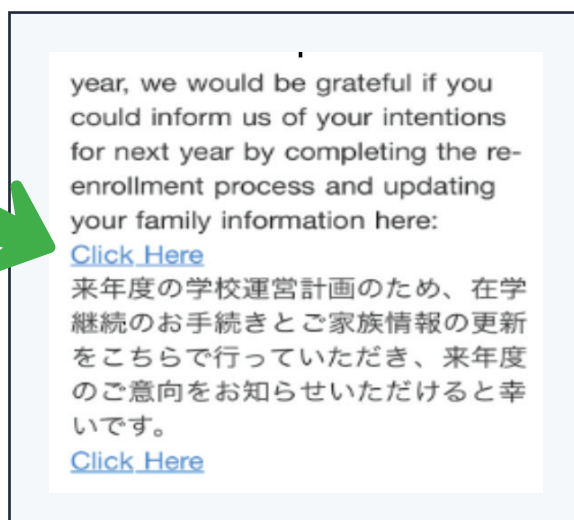 year, we would be grateful if you
could inform us of your intentions
for next year by completing the re-
enrollment process and updating
your family information here:
Click Here
来年度の学校運営計画のため、在学
継続のお手続きとご家族情報の更新
をこちらで行っていただき、来年度
のご意向をお知らせいただけると幸
いです。
Click Here